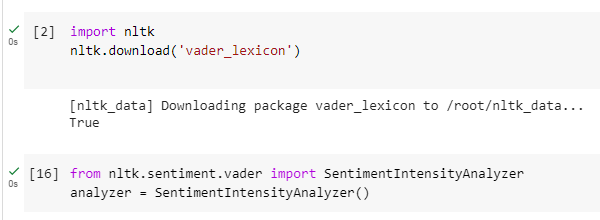 [2] import nltk
0s
nltk.download('vader_lexicon')
[nltk_data] Downloading package vader_lexicon to /root/nltk_data...
True
[16] from nltk.sentiment.vader import SentimentIntensityAnalyzer
0s
analyzer = SentimentIntensityAnalyzer()